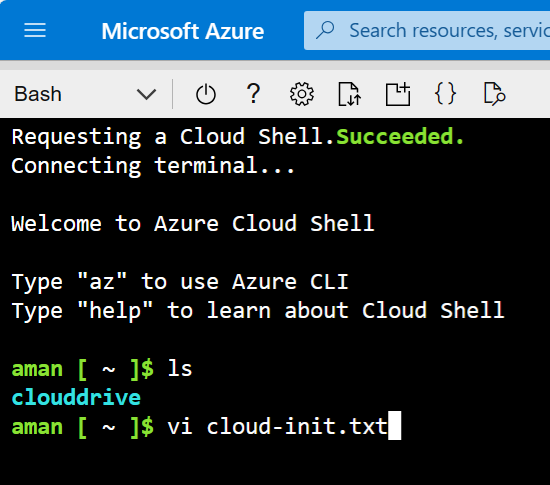 Microsoft Azure
Search resources, servic
Bash
Requesting a Cloud Shell.Succeeded.
Connecting terminal...
Welcome to Azure Cloud Shell
Type "az" to use Azure CLI
Type "help" to learn about Cloud Shell
aman [ ~ ]$ ls
clouddrive
aman [ ~ ]$ vi cloud-init.txt